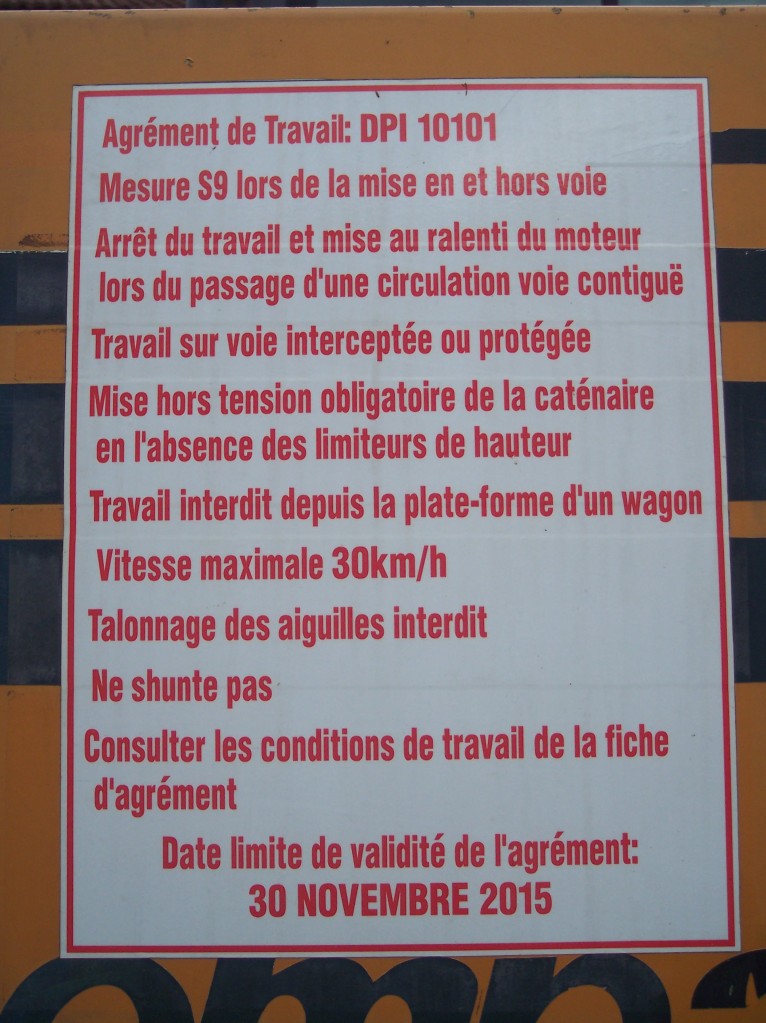 Agrément de Travail: DPI 10101
Mesure S9 lors de la mise en et hors voie
Arrêt du travail et mise au ralenti du moteur
lors du passage d'une circulation voie contiguë
Travail sur voie interceptée ou protégée
Mise hors tension obligatoire de la caténaire
en l'absence des limiteurs de hauteur
Travail interdit depuis la plate-forme d'un wagon
Vitesse maximale 30km/h
Talonnage des aiguilles interdit
Ne shunte pas
Consulter les conditions de travail de la fiche
d'agrément
Date limite de validité de l'agrément:
30 NOVEMBRE 2015